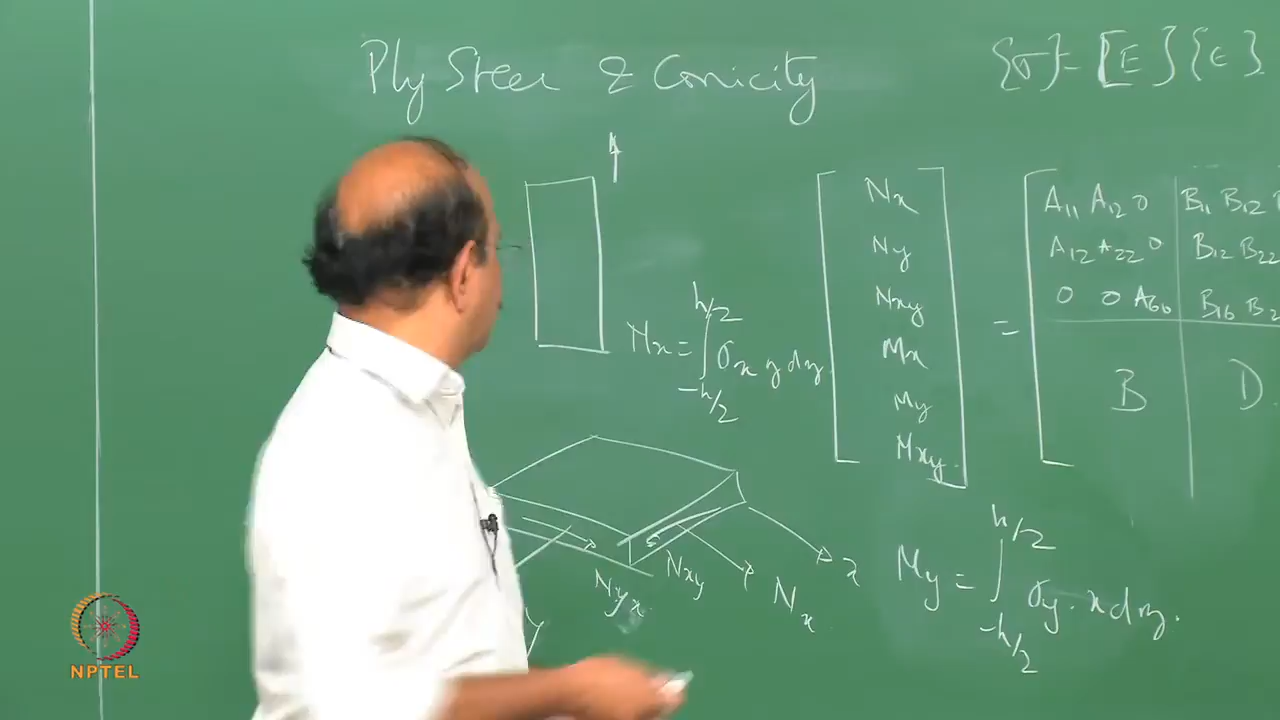 Ply Steer & Conicity
{σ} = [E] {ε}
Nx
Ny
Nxy
Mx
My
Mxy
=
A11 A12 0 B11 B12
A12 A22 0 B12 B22
0 0 A66 B16 B2
B D
Mx = ∫ h/2 -h/2 σx y dy
Nyx
Nxy
Nx
x
y
My = ∫ h/2 -h/2 σy . x dy.
NPTEL